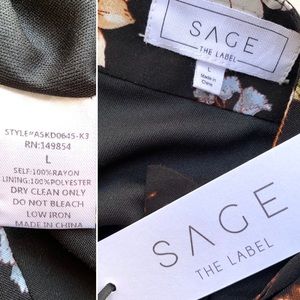 STYLE#ASKD0645-K3
RN:149854
L
SELF:100%RAYON
LINING:100%POLYESTER
DRY CLEAN ONLY
DO NOT BLEACH
LOW IRON
MADE IN CHINA
SAGE
THE LABEL
L
Made in
China
SAGE
THE LABEL